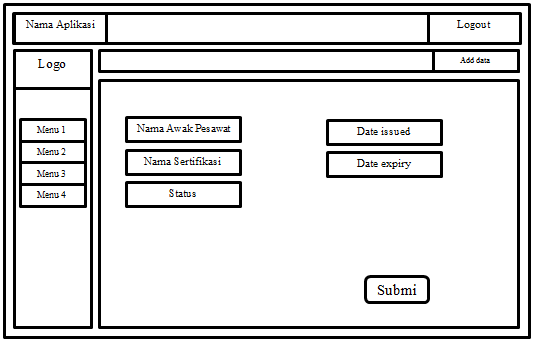 Nama Aplikasi
Logout
Logo
Add data
Menu 1
Menu 2
Menu 3
Menu 4
Nama Awak Pesawat
Nama Sertifikasi
Status
Date issued
Date expiry
Submi